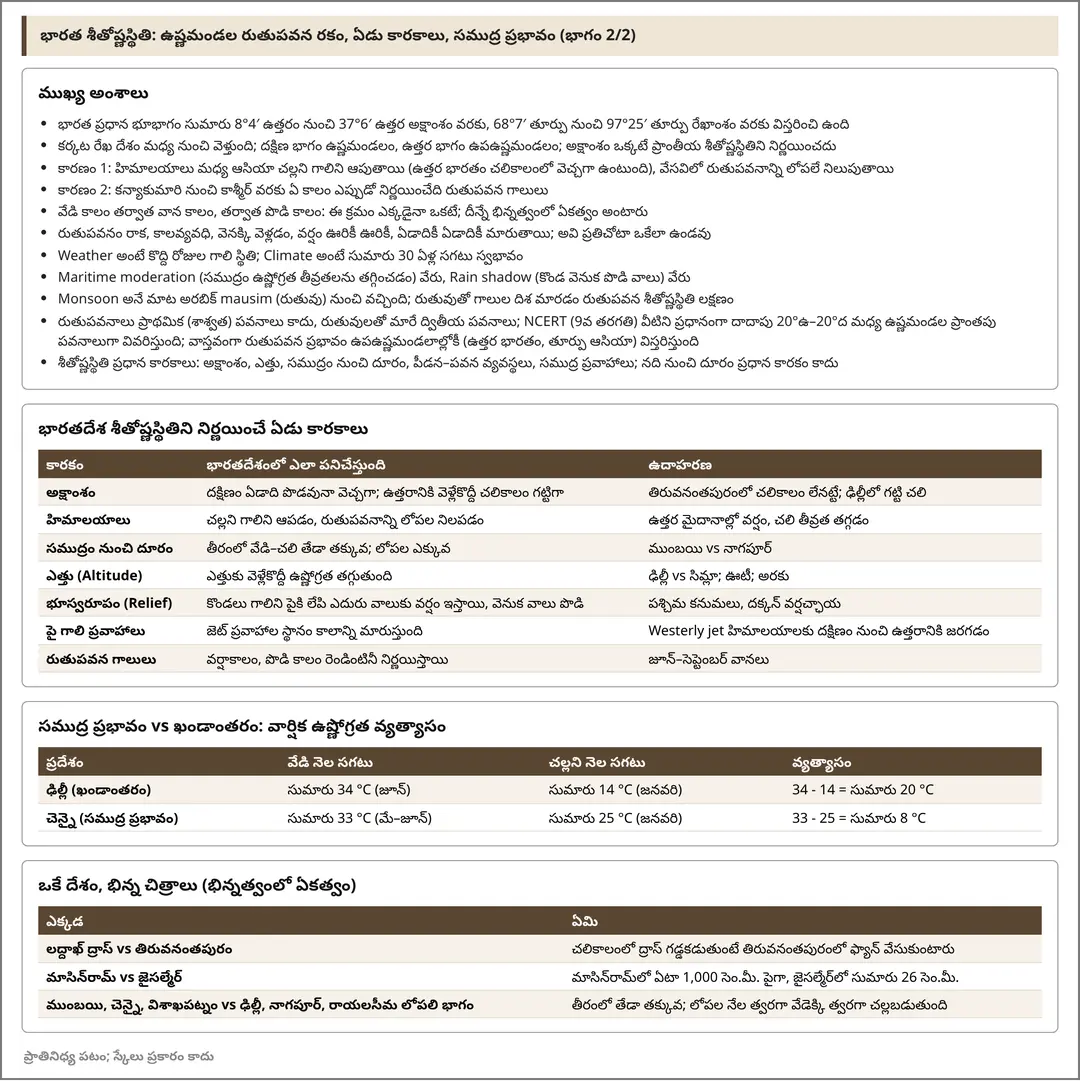 భారత శీతోష్ణస్థితి: ఉష్ణమండల రుతుపవన రకం, ఏడు కారకాలు, సముద్ర ప్రభావం (భాగం 2/2)
ముఖ్య అంశాలు
• భారత ప్రధాన భూభాగం సుమారు 8°4′ ఉత్తరం నుంచి 37°6′ ఉత్తర అక్షాంశం వరకు, 68°7′ తూర్పు నుంచి 97°25′ తూర్పు రేఖాంశం వరకు విస్తరించి ఉంది
• కర్కట రేఖ దేశం మధ్య నుంచి వెళ్తుంది; దక్షిణ భాగం ఉష్ణమండలం, ఉత్తర భాగం ఉపఉష్ణమండలం; అక్షాంశం ఒక్కటే ప్రాంతీయ శీతోష్ణస్థితిని నిర్ణయించదు
• కారణం 1: హిమాలయాలు మధ్య ఆసియా చల్లని గాలిని ఆపుతాయి (ఉత్తర భారతం చలికాలంలో వెచ్చగా ఉంటుంది), వేసవిలో రుతుపవనాన్ని లోపలే నిలుపుతాయి
• కారణం 2: కన్యాకుమారి నుంచి కాశ్మీర్ వరకు ఏ కాలం ఎప్పుడో నిర్ణయించేది రుతుపవన గాలులు
• వేడి కాలం తర్వాత వాన కాలం, తర్వాత పొడి కాలం: ఈ క్రమం ఎక్కడైనా ఒకటే; దీన్నే భిన్నత్వంలో ఏకత్వం అంటారు
• రుతుపవనం రాక, కాలవ్యవధి, వెనక్కి వెళ్లడం, వర్షం ఊరికీ ఊరికీ, ఏడాదికీ ఏడాదికీ మారుతాయి; అవి ప్రతిచోటా ఒకేలా ఉండవు
• Weather అంటే కొద్ది రోజుల గాలి స్థితి; Climate అంటే సుమారు 30 ఏళ్ల సగటు స్వభావం
• Maritime moderation (సముద్రం ఉష్ణోగ్రత తీవ్రతలను తగ్గించడం) వేరు, Rain shadow (కొండ వెనుక పొడి వాలు) వేరు
• Monsoon అనే మాట అరబిక్ mausim (రుతువు) నుంచి వచ్చింది; రుతువుతో గాలుల దిశ మారడం రుతుపవన శీతోష్ణస్థితి లక్షణం
• రుతుపవనాలు ప్రాథమిక (శాశ్వత) పవనాలు కాదు, రుతువులతో మారే ద్వితీయ పవనాలు; NCERT (9వ తరగతి) వీటిని ప్రధానంగా దాదాపు 20°ఉ–20°ద మధ్య ఉష్ణమండల ప్రాంతపు
పవనాలుగా వివరిస్తుంది; వాస్తవంగా రుతుపవన ప్రభావం ఉపఉష్ణమండలాల్లోకీ (ఉత్తర భారతం, తూర్పు ఆసియా) విస్తరిస్తుంది
• శీతోష్ణస్థితి ప్రధాన కారకాలు: అక్షాంశం, ఎత్తు, సముద్రం నుంచి దూరం, పీడన–పవన వ్యవస్థలు, సముద్ర ప్రవాహాలు; నది నుంచి దూరం ప్రధాన కారకం కాదు
భారతదేశ శీతోష్ణస్థితిని నిర్ణయించే ఏడు కారకాలు
కారకం భారతదేశంలో ఎలా పనిచేస్తుంది ఉదాహరణ
అక్షాంశం దక్షిణం ఏడాది పొడవునా వెచ్చగా; ఉత్తరానికి వెళ్లేకొద్దీ చలికాలం గట్టిగా తిరువనంతపురంలో చలికాలం లేనట్టే; ఢిల్లీలో గట్టి చలి
హిమాలయాలు చల్లని గాలిని ఆపడం, రుతుపవనాన్ని లోపల నిలపడం ఉత్తర మైదానాల్లో వర్షం, చలి తీవ్రత తగ్గడం
సముద్రం నుంచి దూరం తీరంలో వేడి–చలి తేడా తక్కువ; లోపల ఎక్కువ ముంబయి vs నాగపూర్
ఎత్తు (Altitude) ఎత్తుకు వెళ్లేకొద్దీ ఉష్ణోగ్రత తగ్గుతుంది ఢిల్లీ vs సిమ్లా; ఊటీ; అరకు
భూస్వరూపం (Relief) కొండలు గాలిని పైకి లేపి ఎదురు వాలుకు వర్షం ఇస్తాయి, వెనుక వాలు పొడి పశ్చిమ కనుమలు, దక్కన్ వర్షచ్ఛాయ
పై గాలి ప్రవాహాలు జెట్ ప్రవాహాల స్థానం కాలాన్ని మారుస్తుంది Westerly jet హిమాలయాలకు దక్షిణం నుంచి ఉత్తరానికి జరగడం
రుతుపవన గాలులు వర్షాకాలం, పొడి కాలం రెండింటినీ నిర్ణయిస్తాయి జూన్–సెప్టెంబర్ వానలు
సముద్ర ప్రభావం vs ఖండాంతరం: వార్షిక ఉష్ణోగ్రత వ్యత్యాసం
ప్రదేశం వేడి నెల సగటు చల్లని నెల సగటు వ్యత్యాసం
ఢిల్లీ (ఖండాంతరం) సుమారు 34 °C (జూన్) సుమారు 14 °C (జనవరి) 34 - 14 = సుమారు 20 °C
చెన్నై (సముద్ర ప్రభావం) సుమారు 33 °C (మే–జూన్) సుమారు 25 °C (జనవరి) 33 - 25 = సుమారు 8 °C
ఒకే దేశం, భిన్న చిత్రాలు (భిన్నత్వంలో ఏకత్వం)
ఎక్కడ ఏమి
లద్దాఖ్ ద్రాస్ vs తిరువనంతపురం చలికాలంలో ద్రాస్ గడ్డకడుతుంటే తిరువనంతపురంలో ఫ్యాన్ వేసుకుంటారు
మాసిన్‌రామ్ vs జైసల్మేర్ మాసిన్‌రామ్‌లో ఏటా 1,000 సెం.మీ. పైగా, జైసల్మేర్‌లో సుమారు 26 సెం.మీ.
ముంబయి, చెన్నై, విశాఖపట్నం vs ఢిల్లీ, నాగపూర్, రాయలసీమ లోపలి భాగం తీరంలో తేడా తక్కువ; లోపల నేల త్వరగా వేడెక్కి త్వరగా చల్లబడుతుంది
ప్రాతినిధ్య పటం; స్కేలు ప్రకారం కాదు